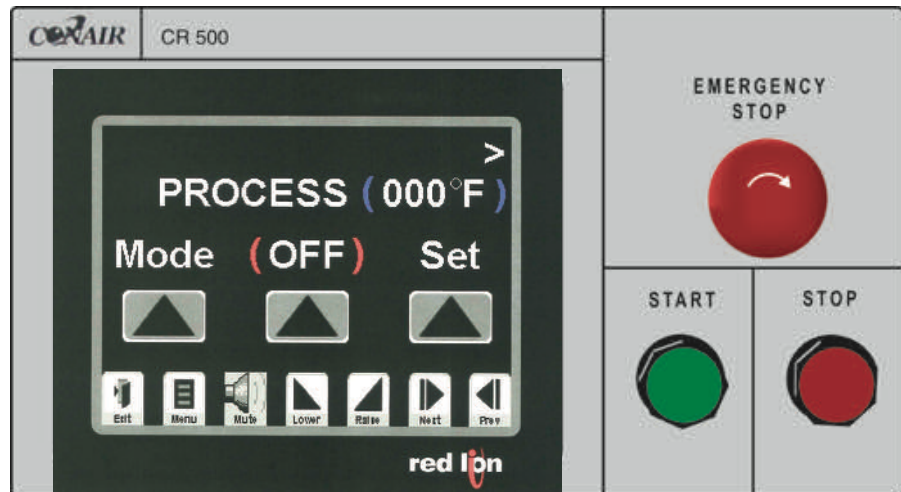 CONAIR
CR 500
>
PROCESS (000°F)
Mode (OFF) Set
Exit Menu Mute Lower Raise Next Prev
red lion
EMERGENCY
STOP
START
STOP